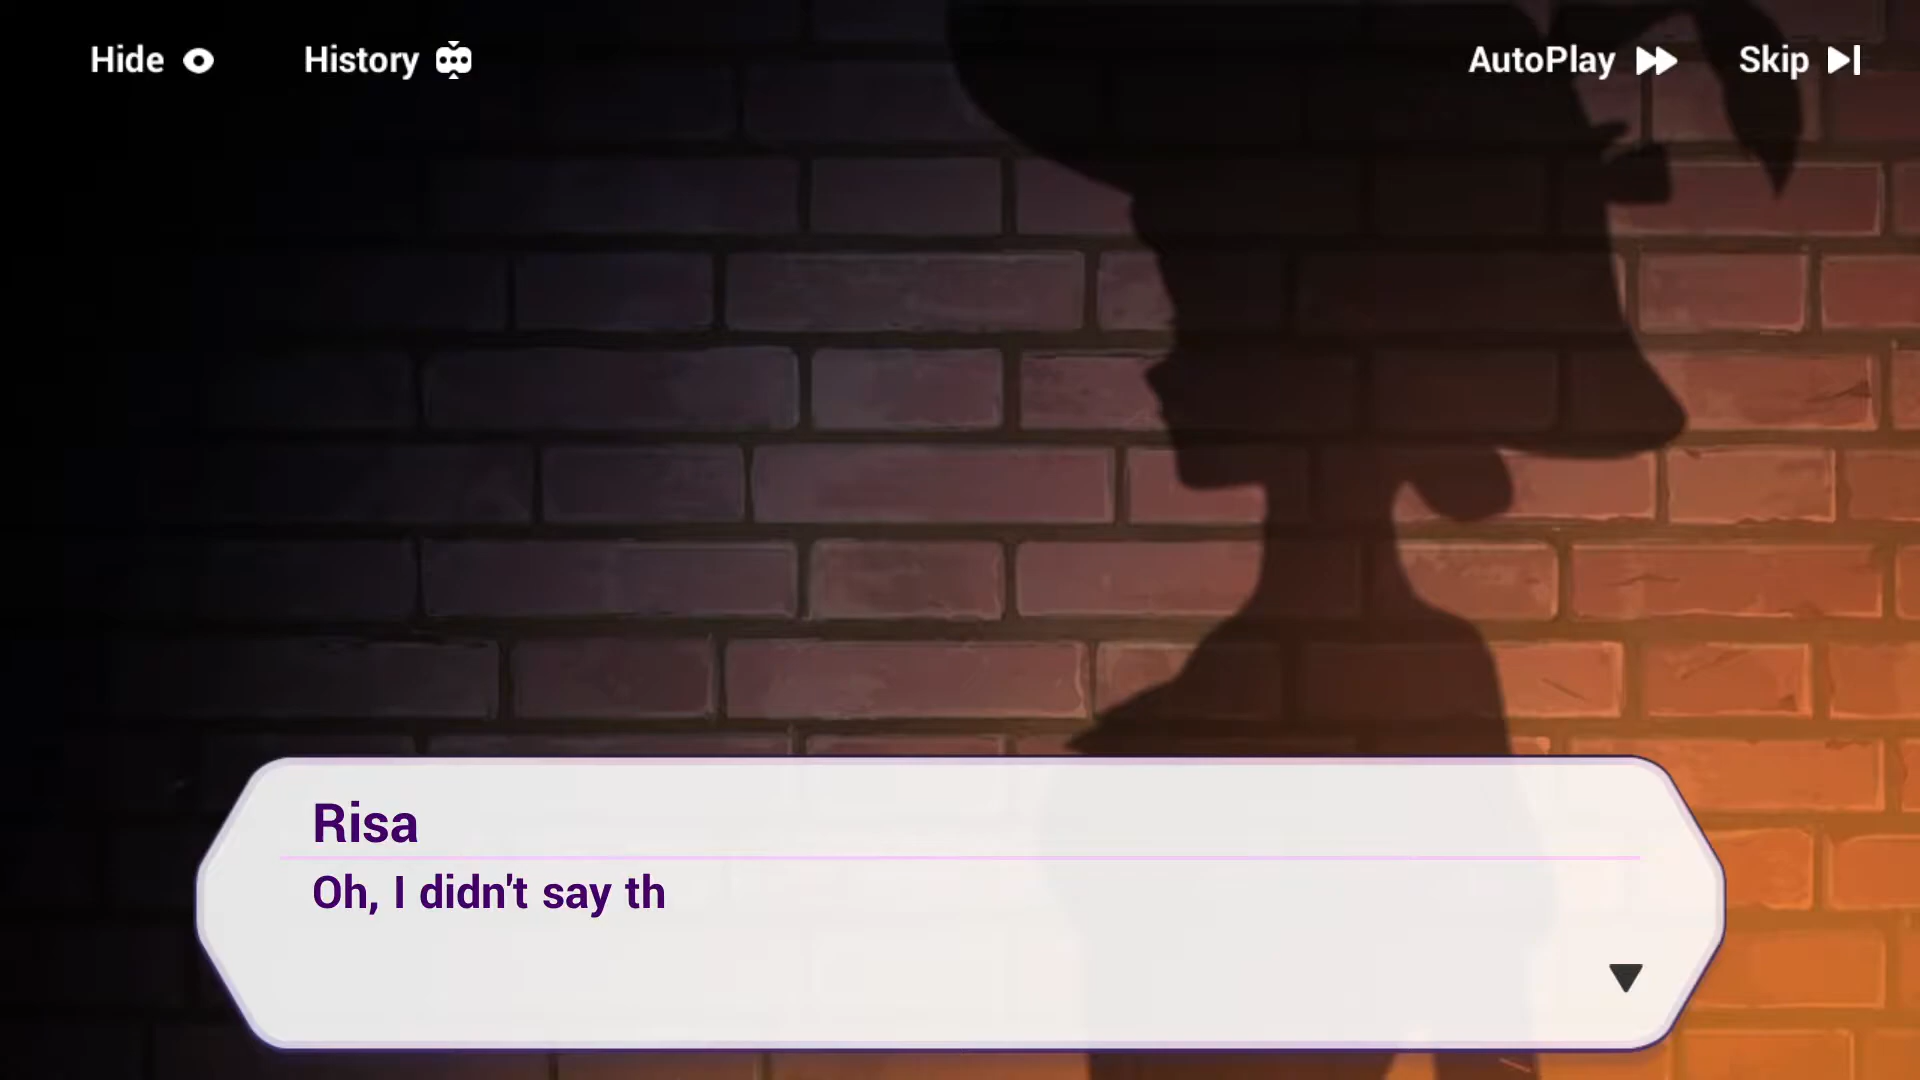 Hide
History
AutoPlay
Skip
Risa
Oh, I didn't say th